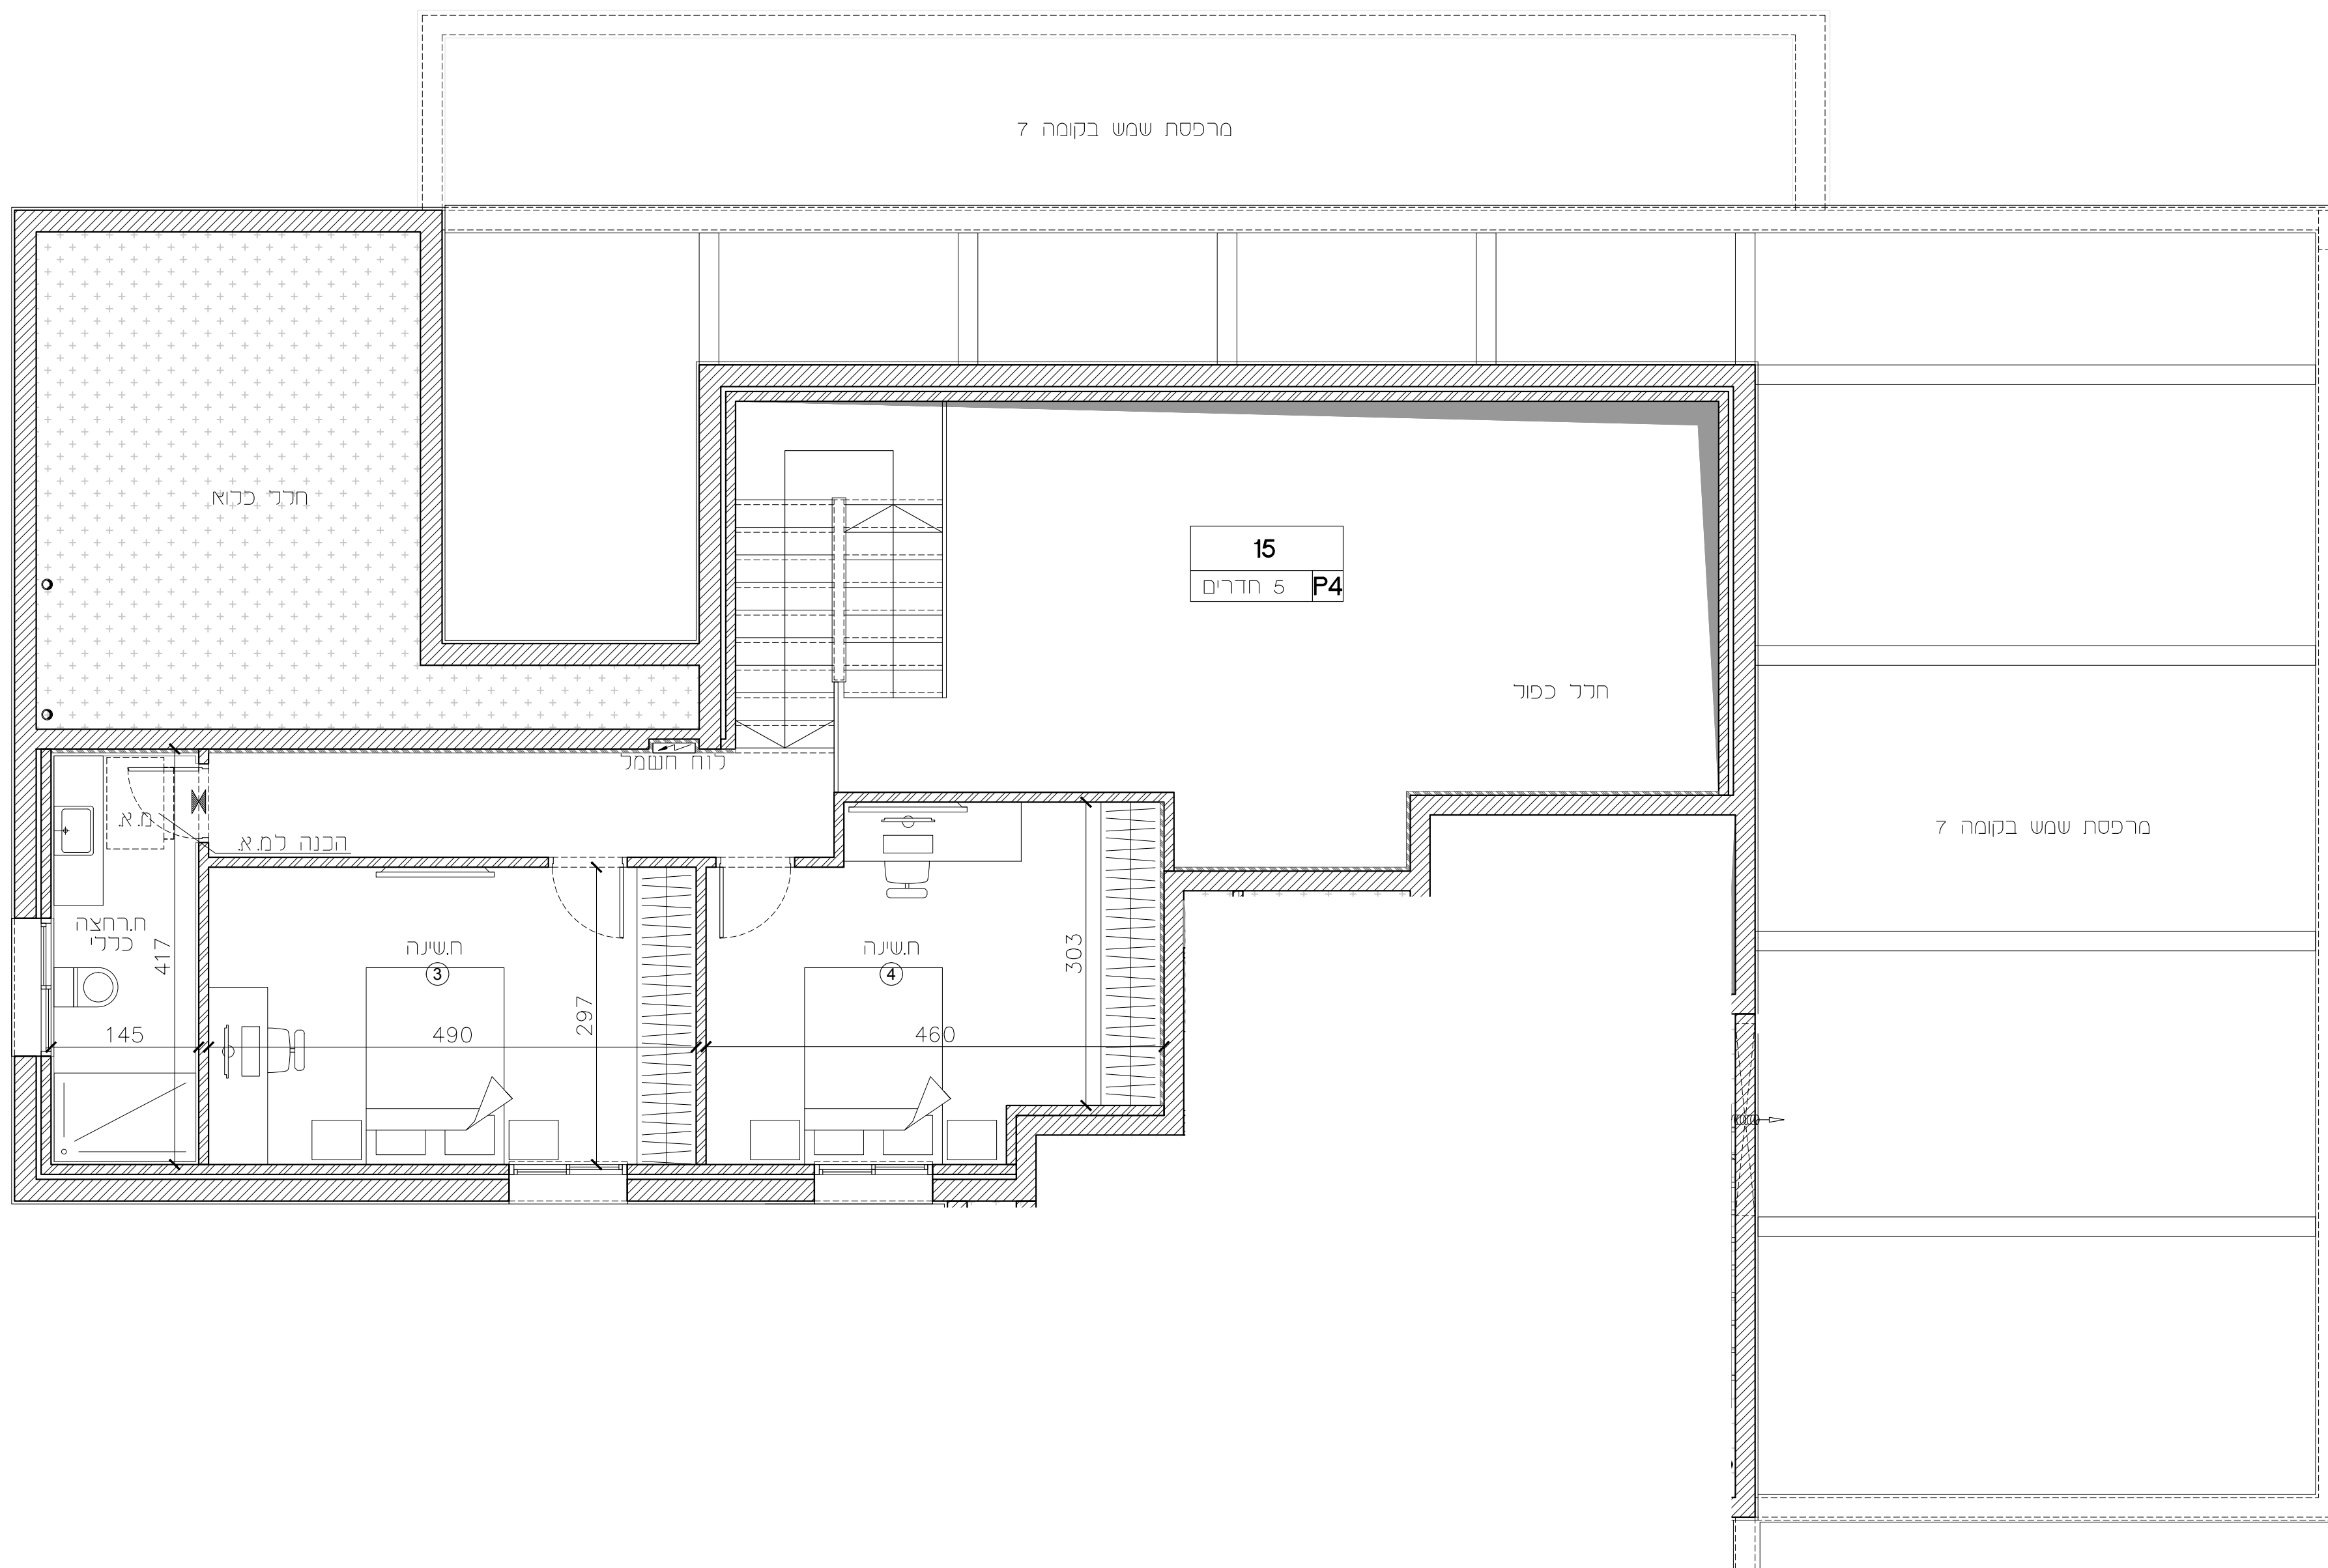 מרפסת שמש בקומה 7
חלל כלוא
15
5 חדרים P4
חלל כפול
לוח חשמל
מ.א.
הכנה למ.א.
מרפסת שמש בקומה 7
ח.רחצה
כללי
417
ח.שינה
3
297
ח.שינה
4
303
145
490
460